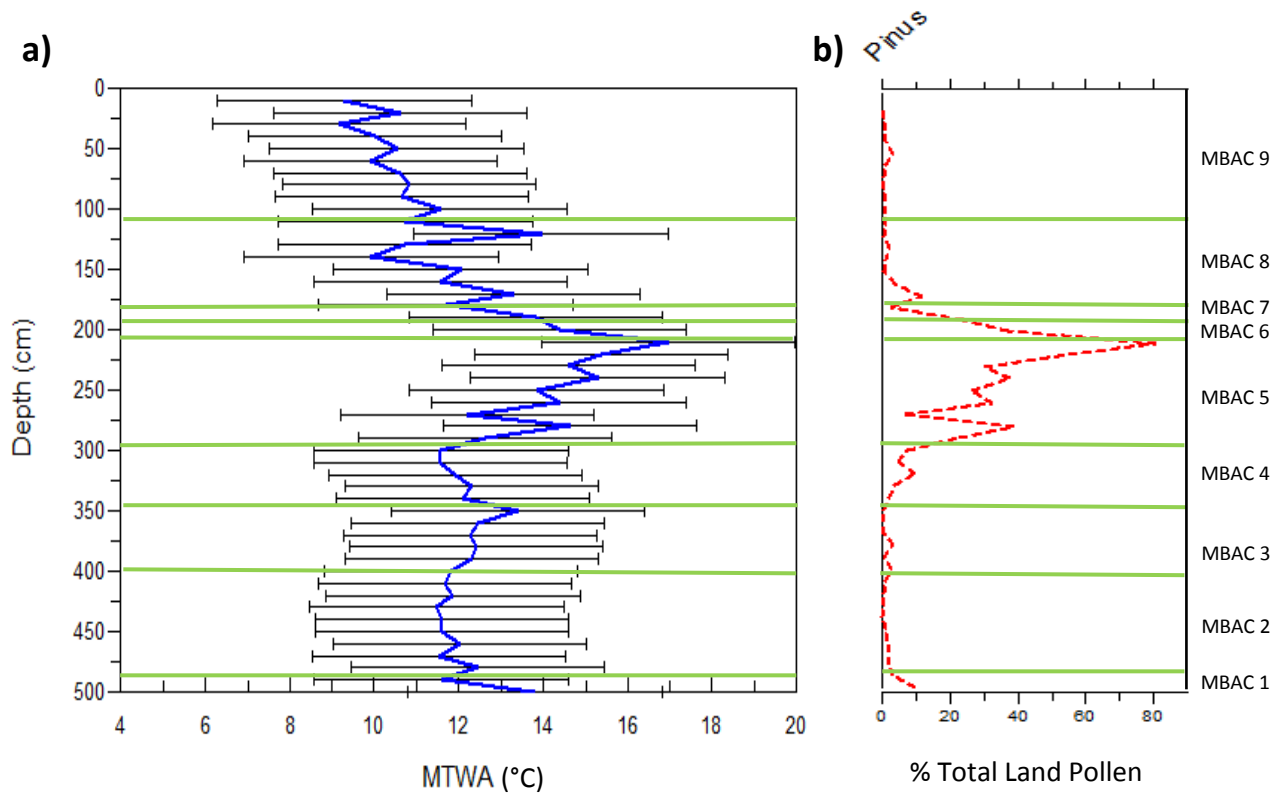 a)
b)
Pinus
0
50
100
150
200
250
300
350
400
450
500
Depth (cm)
4
6
8
10
12
14
16
18
20
MTWA (°C)
MBAC 9
MBAC 8
MBAC 7
MBAC 6
MBAC 5
MBAC 4
MBAC 3
MBAC 2
MBAC 1
0
20
40
60
80
% Total Land Pollen